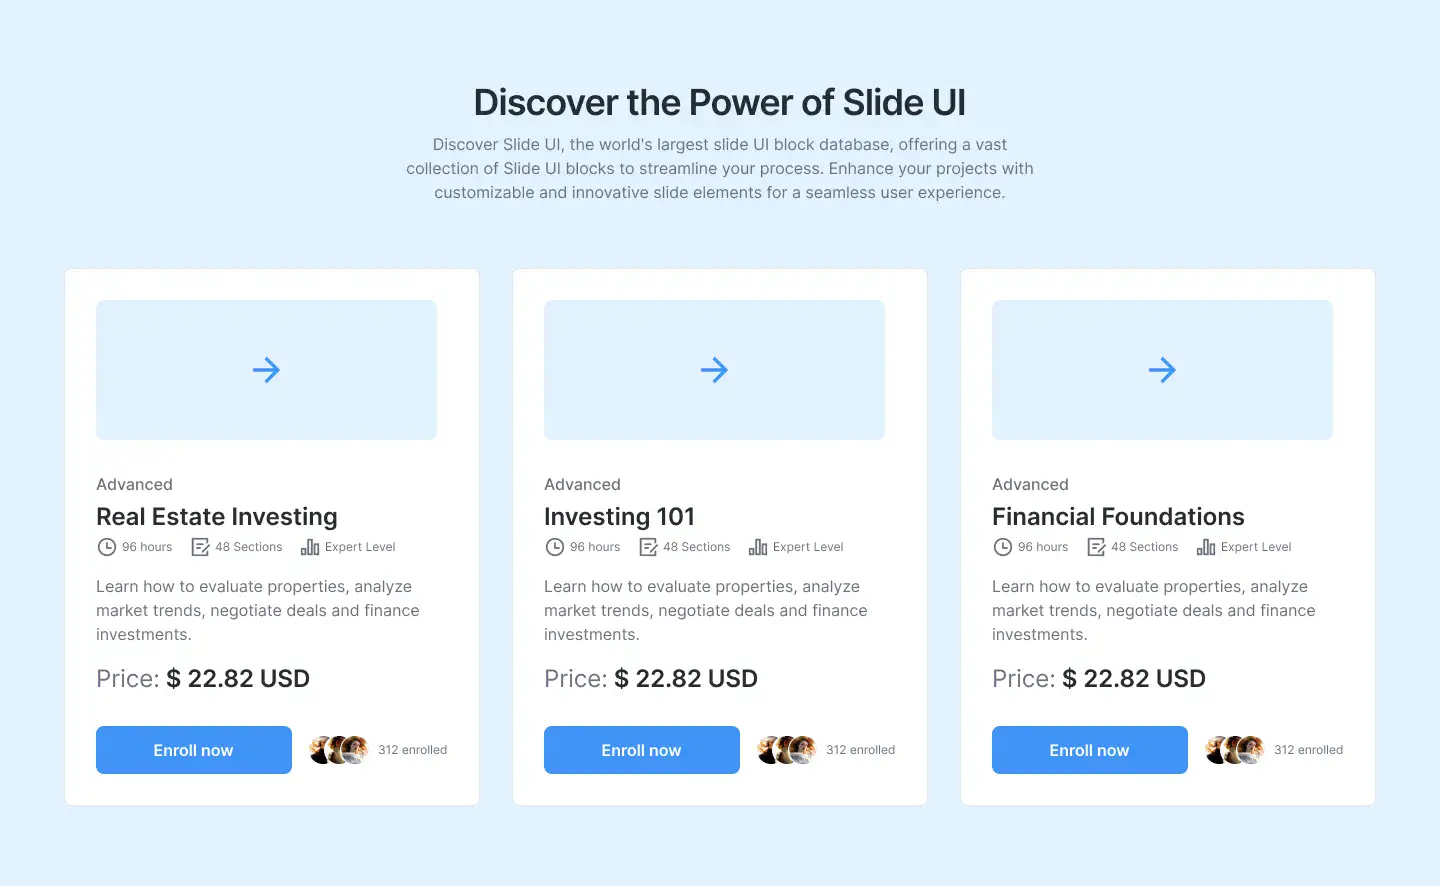 Discover the Power of Slide UI
Discover Slide UI, the world's largest slide UI block database, offering a vast
collection of Slide UI blocks to streamline your process. Enhance your projects with
customizable and innovative slide elements for a seamless user experience.
Advanced
Real Estate Investing
96 hours 48 Sections Expert Level
Learn how to evaluate properties, analyze
market trends, negotiate deals and finance
investments.
Price: $ 22.82 USD
Enroll now 312 enrolled
Advanced
Investing 101
96 hours 48 Sections Expert Level
Learn how to evaluate properties, analyze
market trends, negotiate deals and finance
investments.
Price: $ 22.82 USD
Enroll now 312 enrolled
Advanced
Financial Foundations
96 hours 48 Sections Expert Level
Learn how to evaluate properties, analyze
market trends, negotiate deals and finance
investments.
Price: $ 22.82 USD
Enroll now 312 enrolled